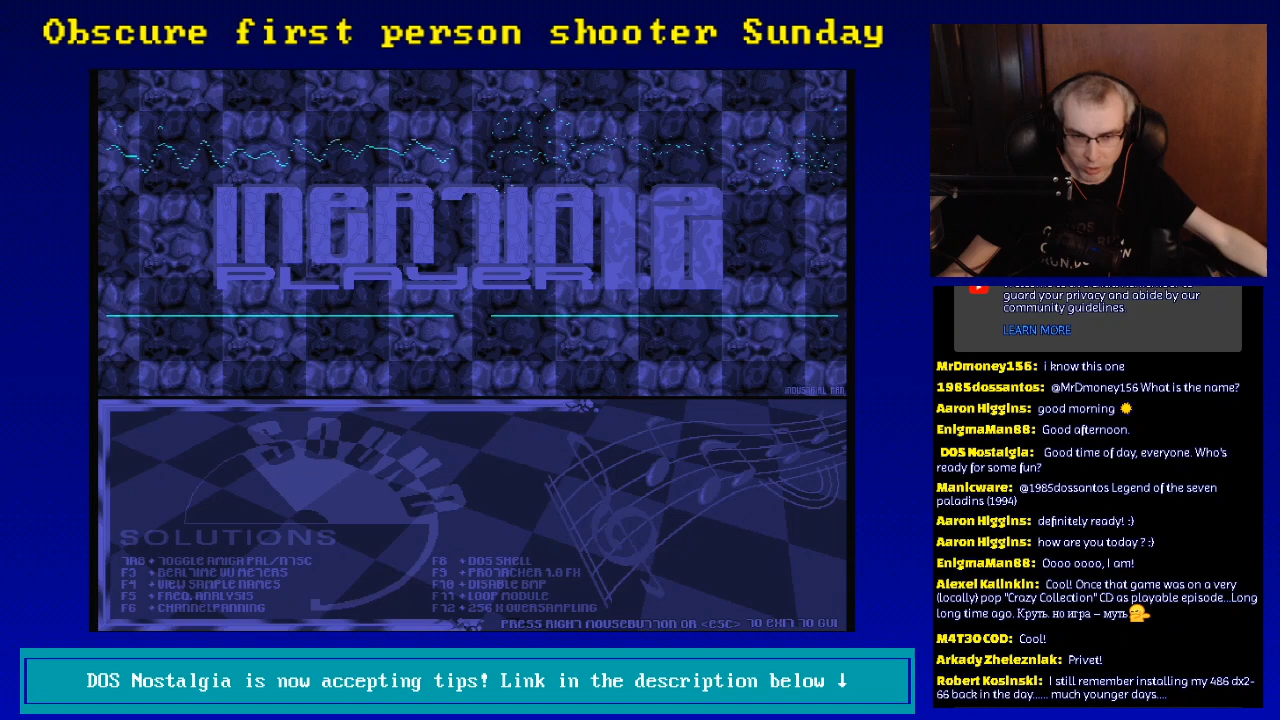 Obscure first person shooter Sunday
INERTIA 1.2
PLAYER
INDUSTRIAL MAN
SOUND
SOLUTIONS
TAB + TOGGLE AMIGA PAL/NTSC
F3 + REALTIME VU METERS
F4 + VIEW SAMPLE NAMES
F5 + FREQ. ANALYSIS
F6 + CHANNELPANNING
F8 + DOS SHELL
F9 + PROTACHER 1.0 FX
F10 + DISABLE BMP
F11 + LOOP MODULE
F12 + 256 X OVERSAMPLING
PRESS RIGHT MOUSEBUTTON OR <ESC> TO EXIT TO GUI
guard your privacy and abide by our
community guidelines.
LEARN MORE
MrDmoney156: i know this one
1985dossantos: @MrDmoney156 What is the name?
Aaron Higgins: good morning
EnigmaMan88: Good afternoon.
DOS Nostalgia: Good time of day, everyone. Who's
ready for some fun?
Manicware: @1985dossantos Legend of the seven
paladins (1994)
Aaron Higgins: definitely ready! :)
Aaron Higgins: how are you today? :)
EnigmaMan88: Oooo oooo, I am!
Alexei Kalinkin: Cool! Once that game was on a very
(locally) pop "Crazy Collection" CD as playable episode...Long
long time ago. Круть. но игра – муть
M4T30C0D: Cool!
Arkady Zhelezniak: Privet!
Robert Kosinski: I still remember installing my 486 dx2-
66 back in the day...... much younger days....
DOS Nostalgia is now accepting tips! Link in the description below ↓